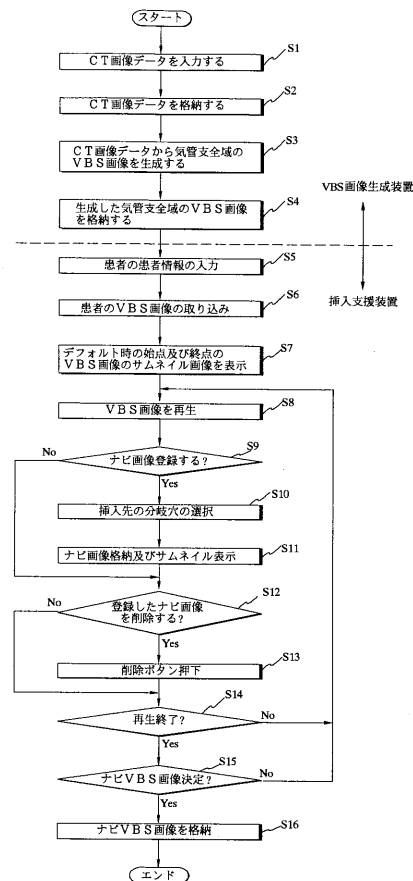 スタート
S1
ＣＴ画像データを入力する
S2
ＣＴ画像データを格納する
S3
ＣＴ画像データから気管支全域の
ＶＢＳ画像を生成する
S4
生成した気管支全域のＶＢＳ画像
を格納する
VBS画像生成装置
挿入支援装置
S5
患者の患者情報の入力
S6
患者のＶＢＳ画像の取り込み
S7
デフォルト時の始点及び終点の
ＶＢＳ画像のサムネイル画像を表示
S8
ＶＢＳ画像を再生
S9
No
ナビ画像登録する？
Yes
S10
挿入先の分岐穴の選択
S11
ナビ画像格納及びサムネイル表示
S12
No
登録したナビ画像
を削除する？
Yes
S13
削除ボタン押下
S14
再生終了？
No
Yes
S15
ナビＶＢＳ画像決定？
No
Yes
S16
ナビＶＢＳ画像を格納
エンド